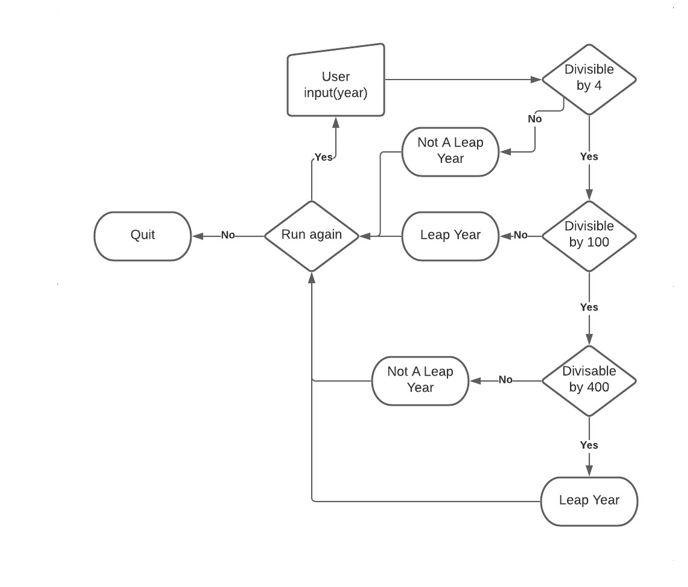 User
input(year)
Divisible
by 4
No
Yes
Not A Leap
Year
Yes
Quit
No
Run again
Leap Year
No
Divisible
by 100
Yes
Not A Leap
Year
No
Divisable
by 400
Yes
Leap Year